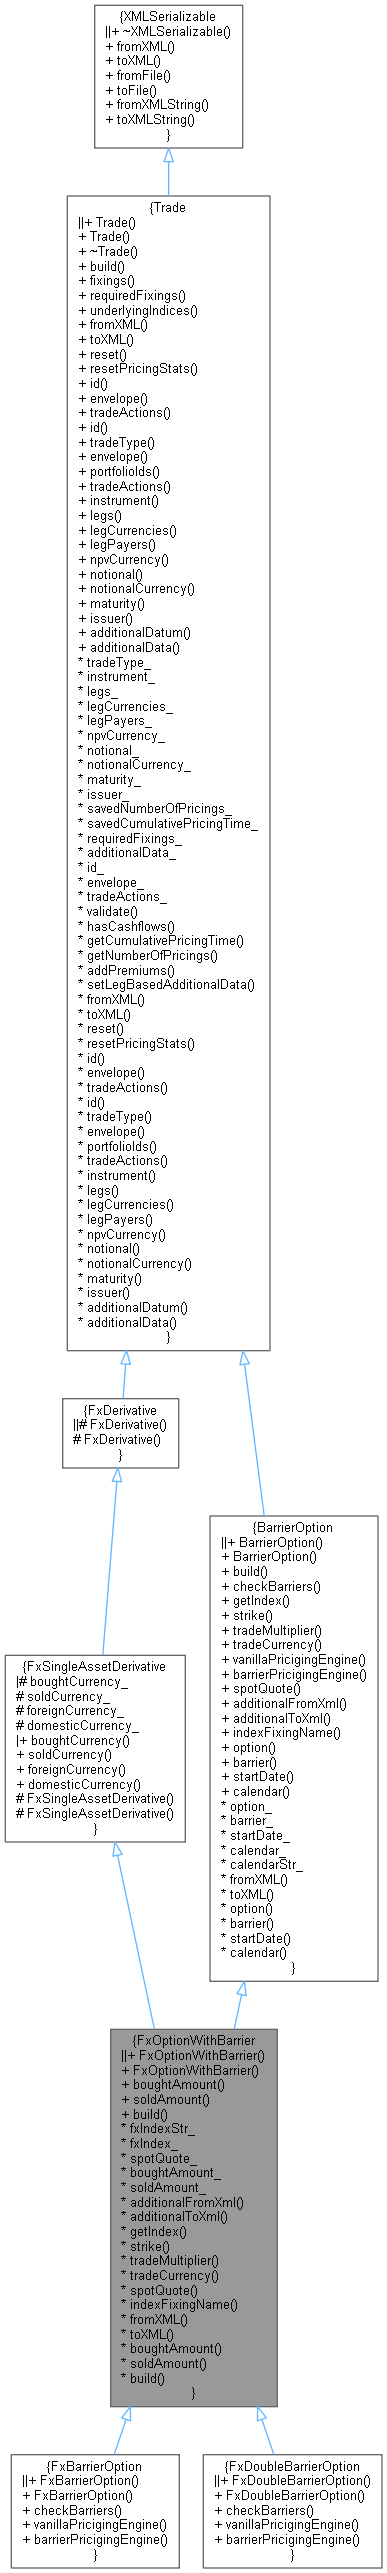 {XMLSerializable
||+ ~XMLSerializable()
+ fromXML()
+ toXML()
+ fromFile()
+ toFile()
+ fromXMLString()
+ toXMLString()
}
{Trade
||+ Trade()
+ Trade()
+ ~Trade()
+ build()
+ fixings()
+ requiredFixings()
+ underlyingIndices()
+ fromXML()
+ toXML()
+ reset()
+ resetPricingStats()
+ id()
+ envelope()
+ tradeActions()
+ id()
+ tradeType()
+ envelope()
+ portfolioIds()
+ tradeActions()
+ instrument()
+ legs()
+ legCurrencies()
+ legPayers()
+ npvCurrency()
+ notional()
+ notionalCurrency()
+ maturity()
+ issuer()
+ additionalDatum()
+ additionalData()
* tradeType_
* instrument_
* legs_
* legCurrencies_
* legPayers_
* npvCurrency_
* notional_
* notionalCurrency_
* maturity_
* issuer_
* savedNumberOfPricings_
* savedCumulativePricingTime_
* requiredFixings_
* additionalData_
* id_
* envelope_
* tradeActions_
* validate()
* hasCashflows()
* getCumulativePricingTime()
* getNumberOfPricings()
* addPremiums()
* setLegBasedAdditionalData()
* fromXML()
* toXML()
* reset()
* resetPricingStats()
* id()
* envelope()
* tradeActions()
* id()
* tradeType()
* envelope()
* portfolioIds()
* tradeActions()
* instrument()
* legs()
* legCurrencies()
* legPayers()
* npvCurrency()
* notional()
* notionalCurrency()
* maturity()
* issuer()
* additionalDatum()
* additionalData()
}
{FxDerivative
||# FxDerivative()
# FxDerivative()
}
{BarrierOption
||+ BarrierOption()
+ BarrierOption()
+ build()
+ checkBarriers()
+ getIndex()
+ strike()
+ tradeMultiplier()
+ tradeCurrency()
+ vanillaPricigingEngine()
+ barrierPricigingEngine()
+ spotQuote()
+ additionalFromXml()
+ additionalToXml()
+ indexFixingName()
+ option()
+ barrier()
+ startDate()
+ calendar()
* option_
* barrier_
* startDate_
* calendar_
* calendarStr_
* fromXML()
* toXML()
* option()
* barrier()
* startDate()
* calendar()
}
{FxSingleAssetDerivative
|# boughtCurrency_
# soldCurrency_
# foreignCurrency_
# domesticCurrency_
|+ boughtCurrency()
+ soldCurrency()
+ foreignCurrency()
+ domesticCurrency()
# FxSingleAssetDerivative()
# FxSingleAssetDerivative()
}
{FxOptionWithBarrier
||+ FxOptionWithBarrier()
+ FxOptionWithBarrier()
+ boughtAmount()
+ soldAmount()
+ build()
* fxIndexStr_
* fxIndex_
* spotQuote_
* boughtAmount_
* soldAmount_
* additionalFromXml()
* additionalToXml()
* getIndex()
* strike()
* tradeMultiplier()
* tradeCurrency()
* spotQuote()
* indexFixingName()
* fromXML()
* toXML()
* boughtAmount()
* soldAmount()
* build()
}
{FxBarrierOption
||+ FxBarrierOption()
+ FxBarrierOption()
+ checkBarriers()
+ vanillaPricigingEngine()
+ barrierPricigingEngine()
}
{FxDoubleBarrierOption
||+ FxDoubleBarrierOption()
+ FxDoubleBarrierOption()
+ checkBarriers()
+ vanillaPricigingEngine()
+ barrierPricigingEngine()
}